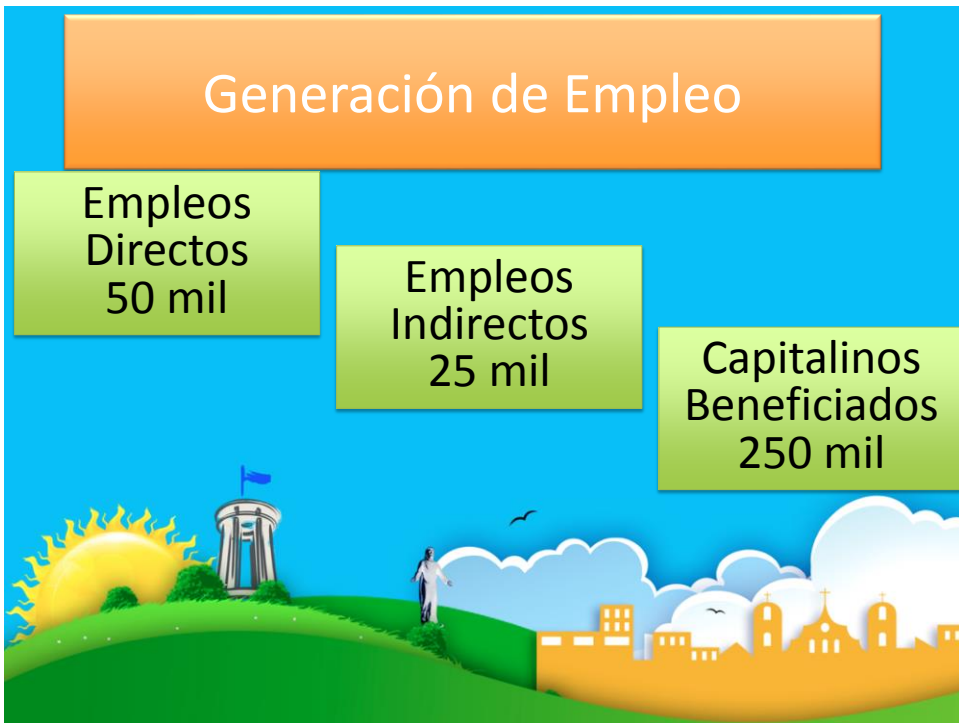 Generación de Empleo
Empleos
Directos
50 mil
Empleos
Indirectos
25 mil
Capitalinos
Beneficiados
250 mil